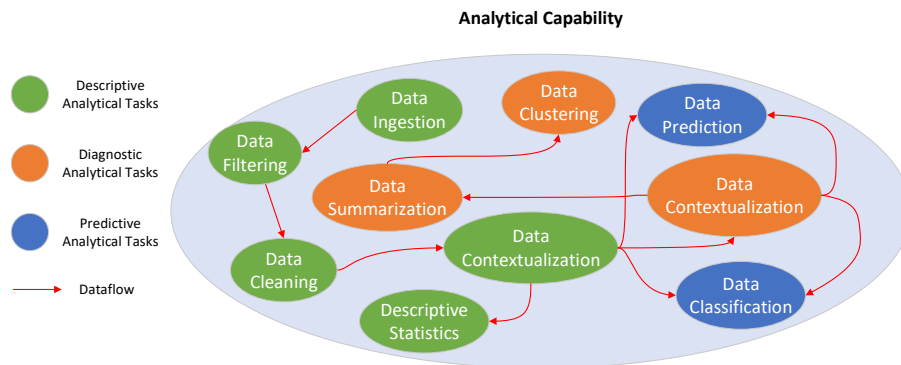 Analytical Capability
Descriptive
Analytical Tasks
Diagnostic
Analytical Tasks
Predictive
Analytical Tasks
Dataflow
Data
Ingestion
Data
Clustering
Data
Prediction
Data
Filtering
Data
Summarization
Data
Contextualization
Data
Cleaning
Data
Contextualization
Data
Classification
Descriptive
Statistics